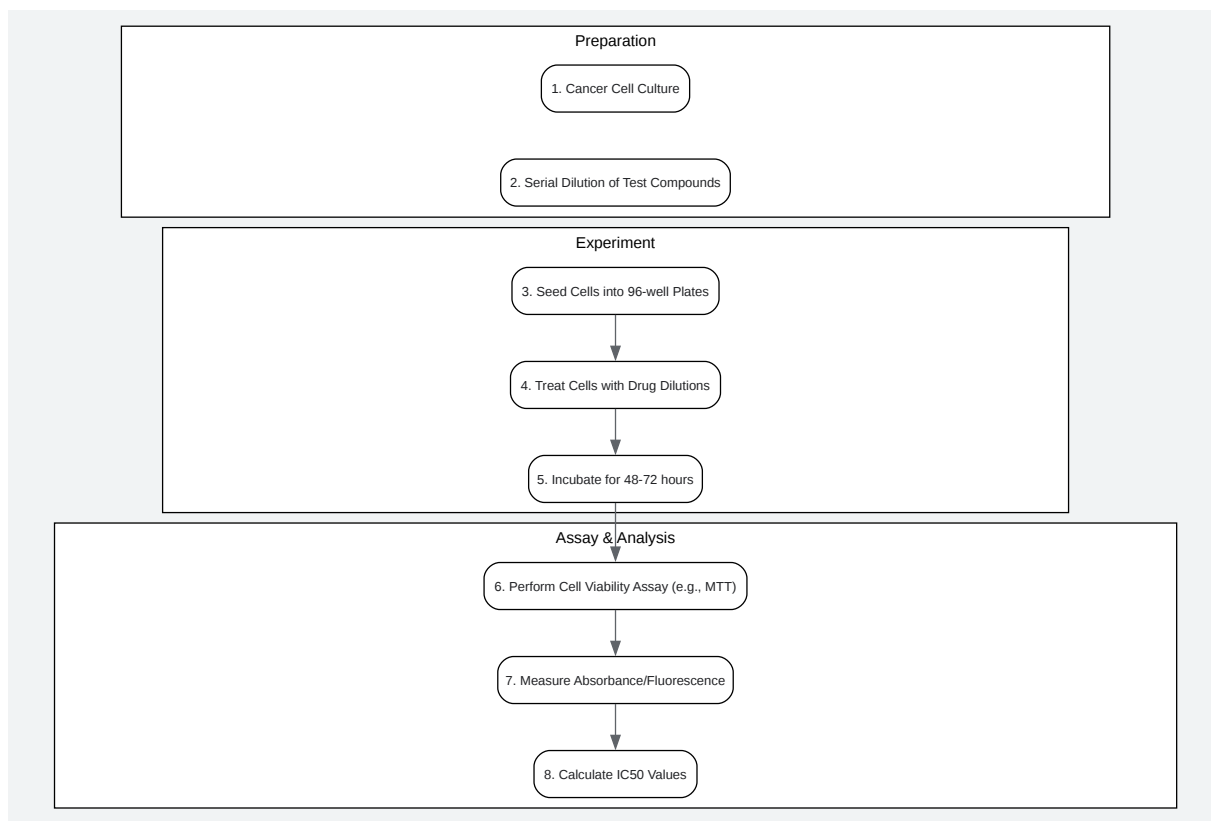 Preparation
1. Cancer Cell Culture
2. Serial Dilution of Test Compounds
Experiment
3. Seed Cells into 96-well Plates
4. Treat Cells with Drug Dilutions
5. Incubate for 48-72 hours
Assay & Analysis
6. Perform Cell Viability Assay (e.g., MTT)
7. Measure Absorbance/Fluorescence
8. Calculate IC50 Values